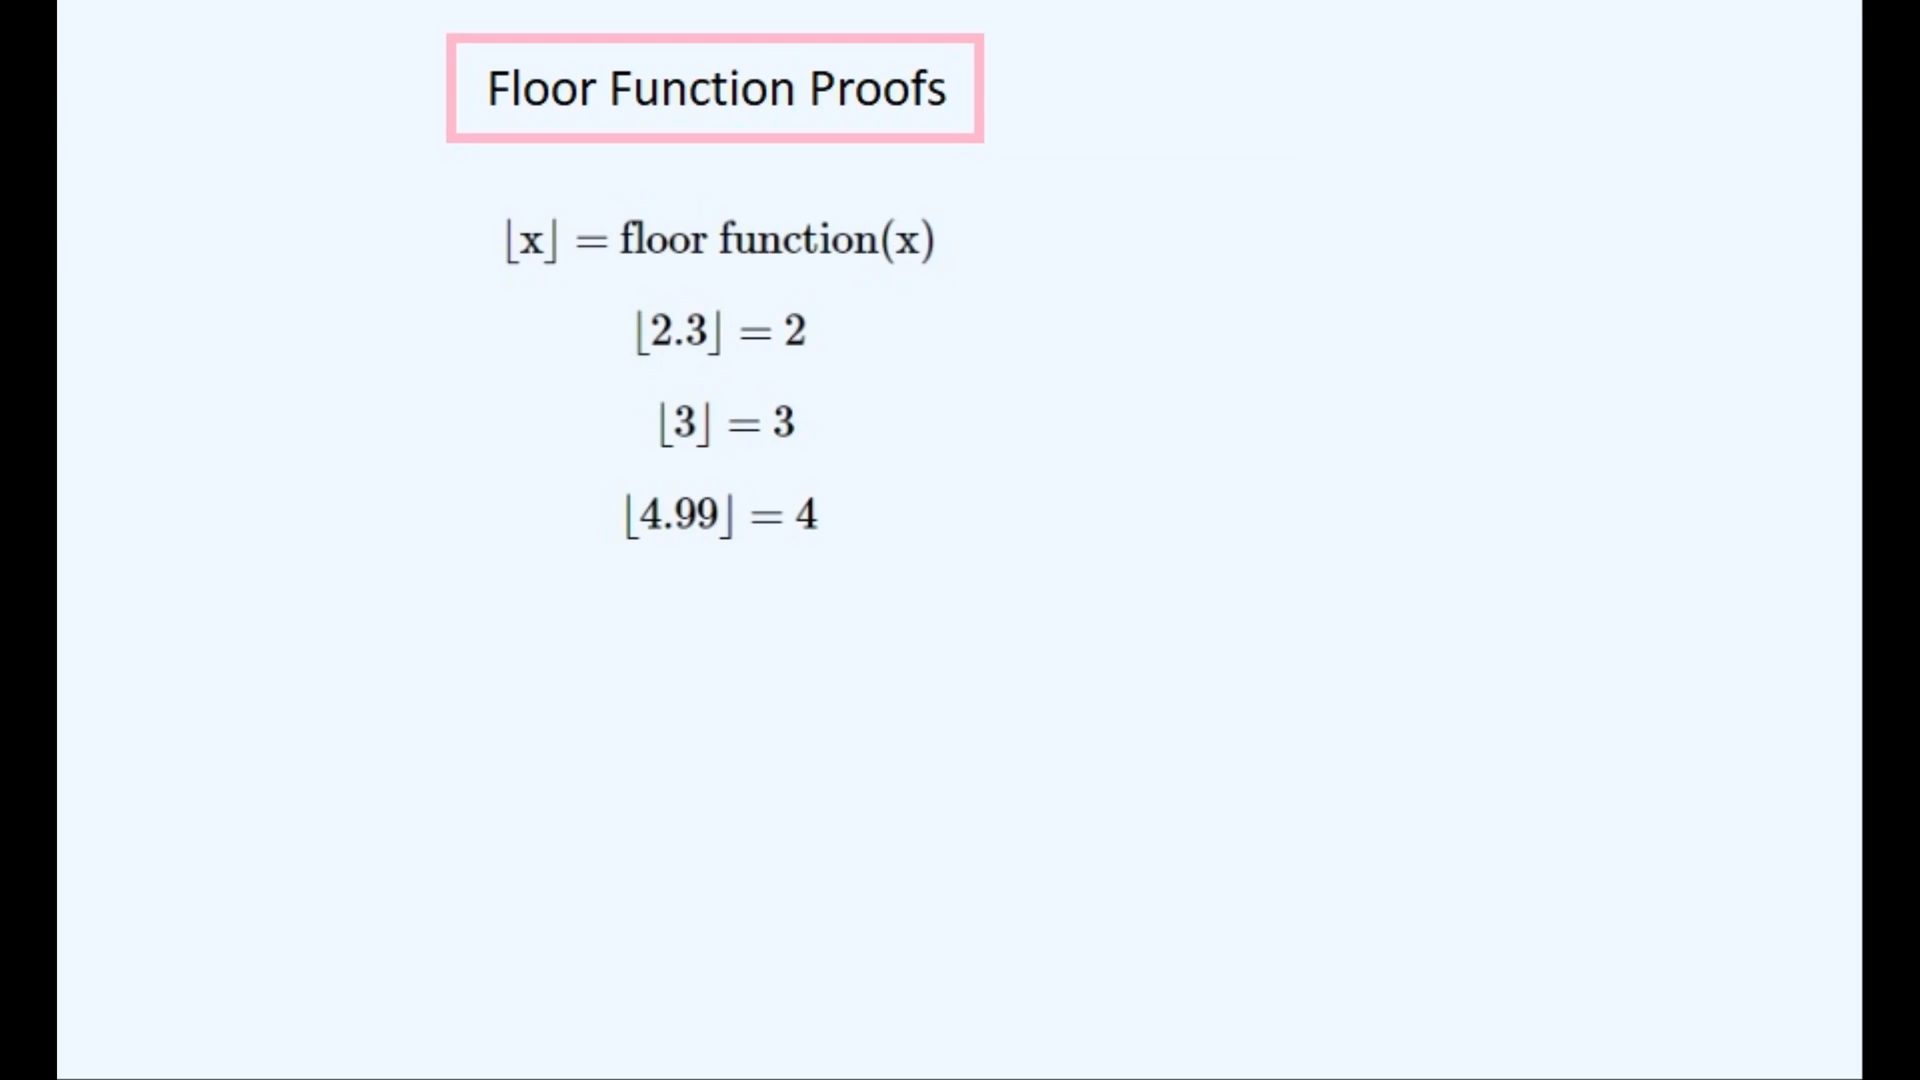 Floor Function Proofs
⌊x⌋ = floor function(x)
⌊2.3⌋ = 2
⌊3⌋ = 3
⌊4.99⌋ = 4